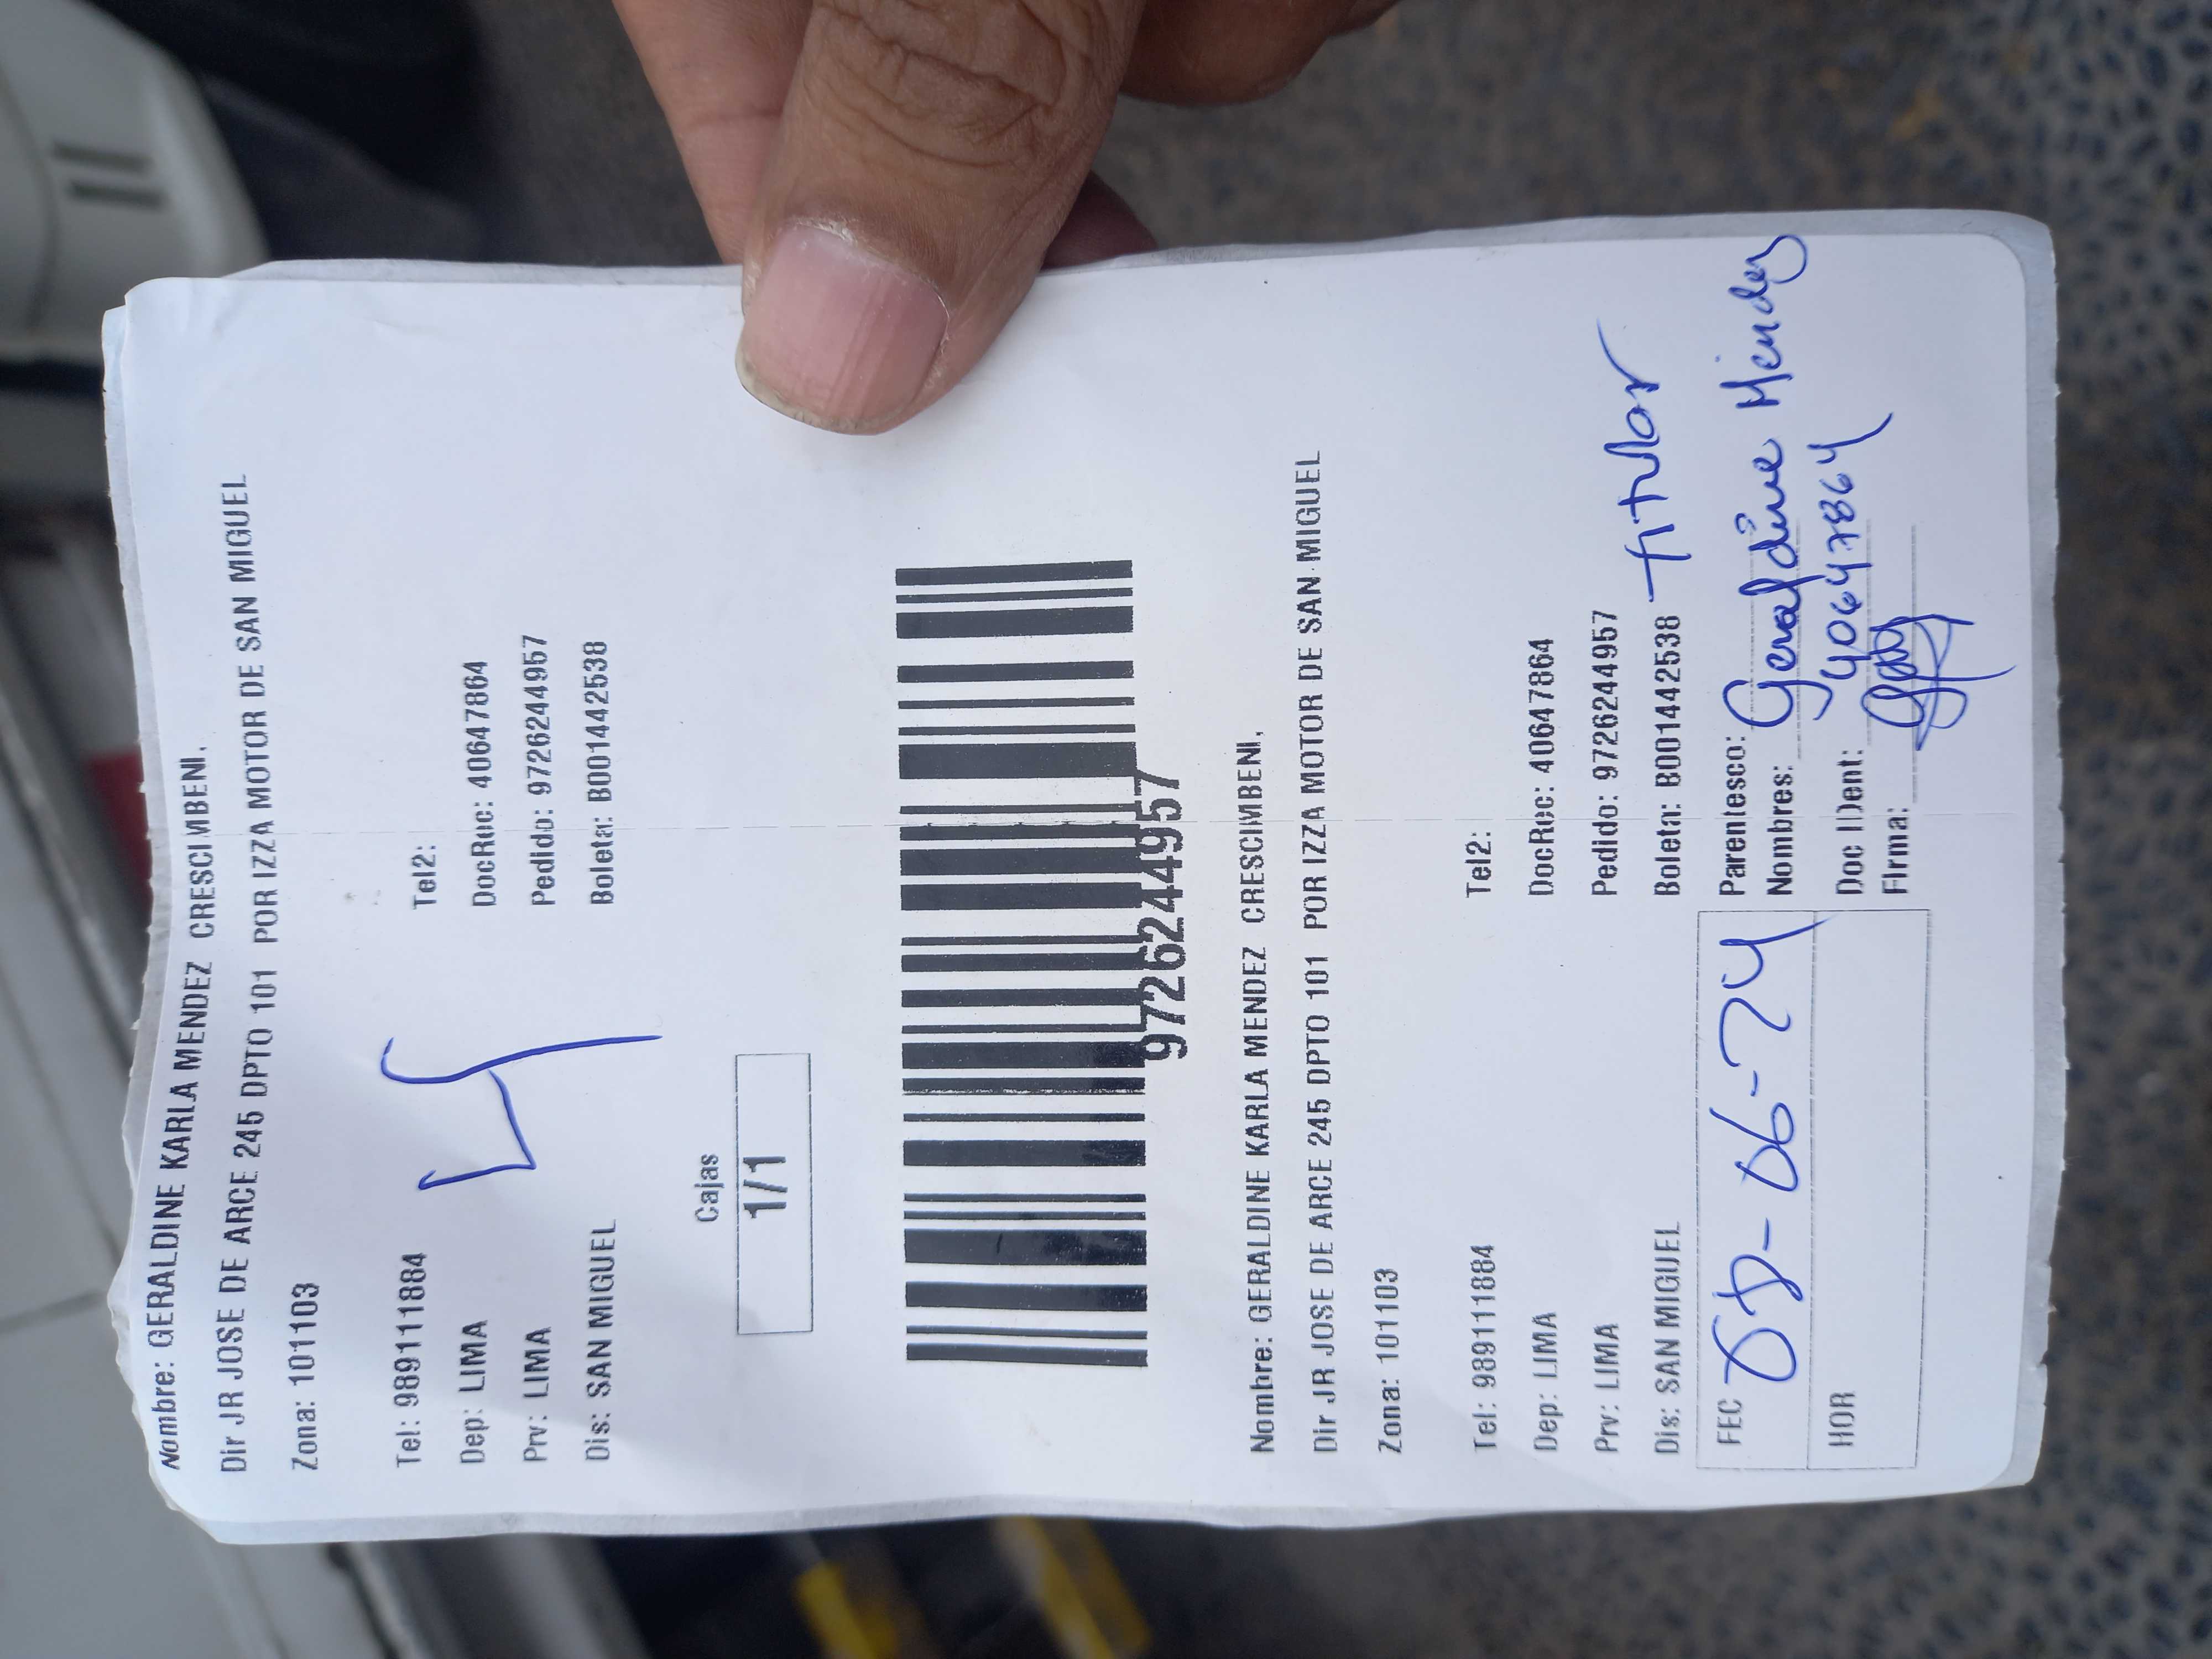 Nombre: GERALDINE KARLA MENDEZ CRESCIMBENI,
Dir JR JOSE DE ARCE 245 DPTO 101 POR IZZA MOTOR DE SAN MIGUEL
Zona: 101103
Tel: 989111884 Tel2:
Dep: LIMA DocRec: 40647864
Prv: LIMA Pedido: 9726244957
Dis: SAN MIGUEL Boleta: B001442538
4
Cajas
1/1
9726244957
Nombre: GERALDINE KARLA MENDEZ CRESCIMBENI,
Dir JR JOSE DE ARCE 245 DPTO 101 POR IZZA MOTOR DE SAN MIGUEL
Zona: 101103
Tel: 989111884 Tel2:
Dep: LIMA DocRec: 40647864
Prv: LIMA Pedido: 9726244957
Dis: SAN MIGUEL Boleta: B001442538
FEC 08-06-24 Parentesco: Titular
Nombres: Geraldine Méndez
HOR Doc IDent: 40647864
Firma: